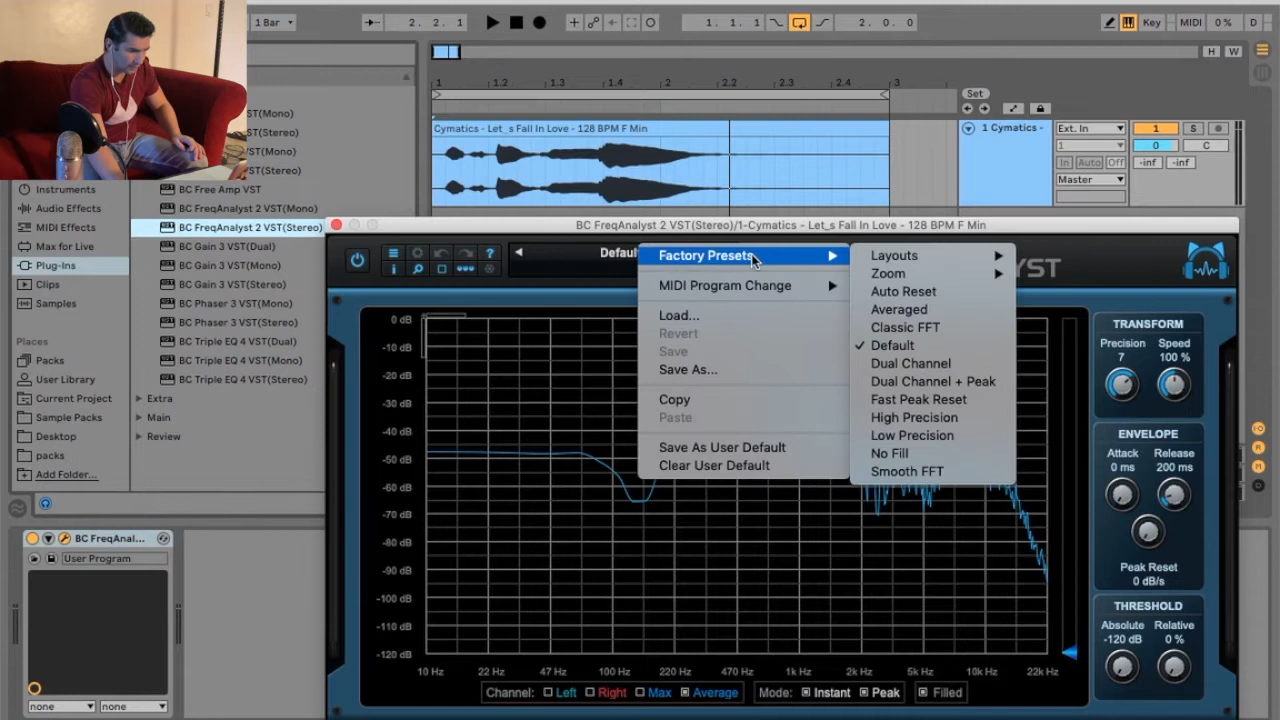 1 Bar
2. 2. 1
1. 1. 1
2. 0. 0
Key
MIDI
0 %
D
H
W
1
1.2
1.3
1.4
2
2.2
2.3
2.4
3
Set
Cymatics - Let_s Fall In Love - 128 BPM F Min
1 Cymatics -
Ext. In
1
S
1
0
C
In
Auto
Off
-inf
-inf
Master
ST(Mono)
ST(Stereo)
ST(Mono)
ST(Stereo)
Instruments
Audio Effects
MIDI Effects
Max for Live
Plug-Ins
Clips
Samples
Places
Packs
User Library
Current Project
Sample Packs
Desktop
packs
Add Folder...
BC Free Amp VST
BC FreqAnalyst 2 VST(Mono)
BC FreqAnalyst 2 VST(Stereo)
BC Gain 3 VST(Dual)
BC Gain 3 VST(Mono)
BC Gain 3 VST(Stereo)
BC Phaser 3 VST(Mono)
BC Phaser 3 VST(Stereo)
BC Triple EQ 4 VST(Dual)
BC Triple EQ 4 VST(Mono)
BC Triple EQ 4 VST(Stereo)
Extra
Main
Review
BC FreqAnal...
User Program
none
none
BC FreqAnalyst 2 VST(Stereo)/1-Cymatics - Let_s Fall In Love - 128 BPM F Min
Defaul
YST
Factory Presets
MIDI Program Change
Load...
Revert
Save
Save As...
Copy
Paste
Save As User Default
Clear User Default
Layouts
Zoom
Auto Reset
Averaged
Classic FFT
Default
Dual Channel
Dual Channel + Peak
Fast Peak Reset
High Precision
Low Precision
No Fill
Smooth FFT
0 dB
-10 dB
-20 dB
-30 dB
-40 dB
-50 dB
-60 dB
-70 dB
-80 dB
-90 dB
-100 dB
-110 dB
-120 dB
10 Hz
22 Hz
47 Hz
100 Hz
220 Hz
470 Hz
1k Hz
2k Hz
5k Hz
10k Hz
22k Hz
Channel:
Left
Right
Max
Average
Mode:
Instant
Peak
Filled
TRANSFORM
Precision
Speed
7
100 %
ENVELOPE
Attack
Release
0 ms
200 ms
Peak Reset
0 dB/s
THRESHOLD
Absolute
Relative
-120 dB
0 %